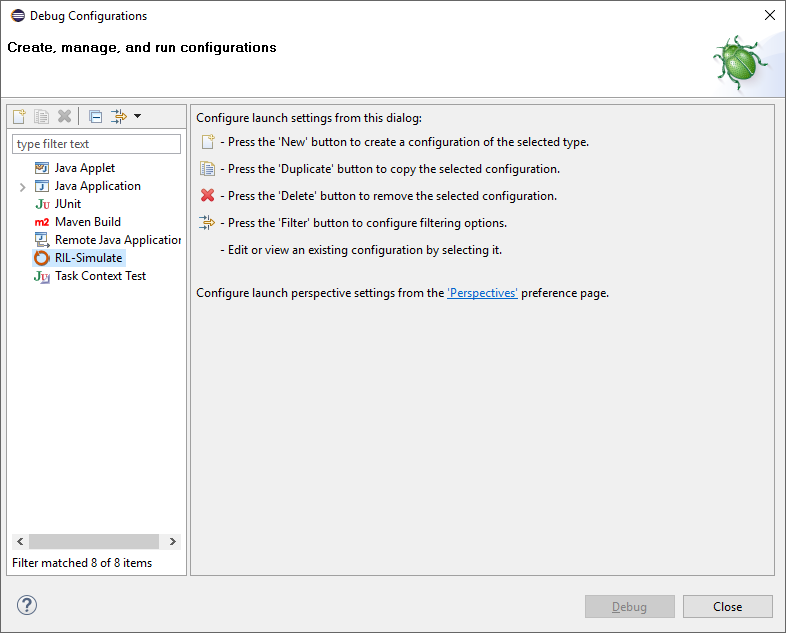 Debug Configurations
Create, manage, and run configurations
type filter text
Java Applet
Java Application
Ju JUnit
m2 Maven Build
Remote Java Application
RIL-Simulate
Ju Task Context Test
Filter matched 8 of 8 items
Configure launch settings from this dialog:
- Press the 'New' button to create a configuration of the selected type.
- Press the 'Duplicate' button to copy the selected configuration.
- Press the 'Delete' button to remove the selected configuration.
- Press the 'Filter' button to configure filtering options.
- Edit or view an existing configuration by selecting it.
Configure launch perspective settings from the 'Perspectives' preference page.
?
Debug
Close